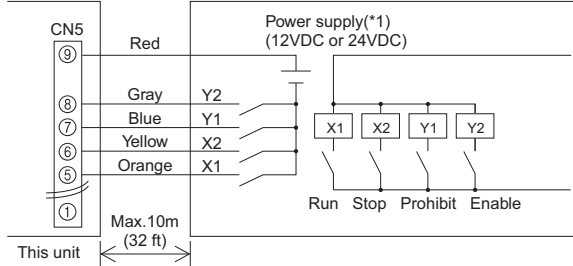 CN5
Power supply(*1)
(12VDC or 24VDC)
9 Red
8 Gray Y2
7 Blue Y1
6 Yellow X2
5 Orange X1
1
X1 X2 Y1 Y2
Run Stop Prohibit Enable
Max.10m
(32 ft)
This unit